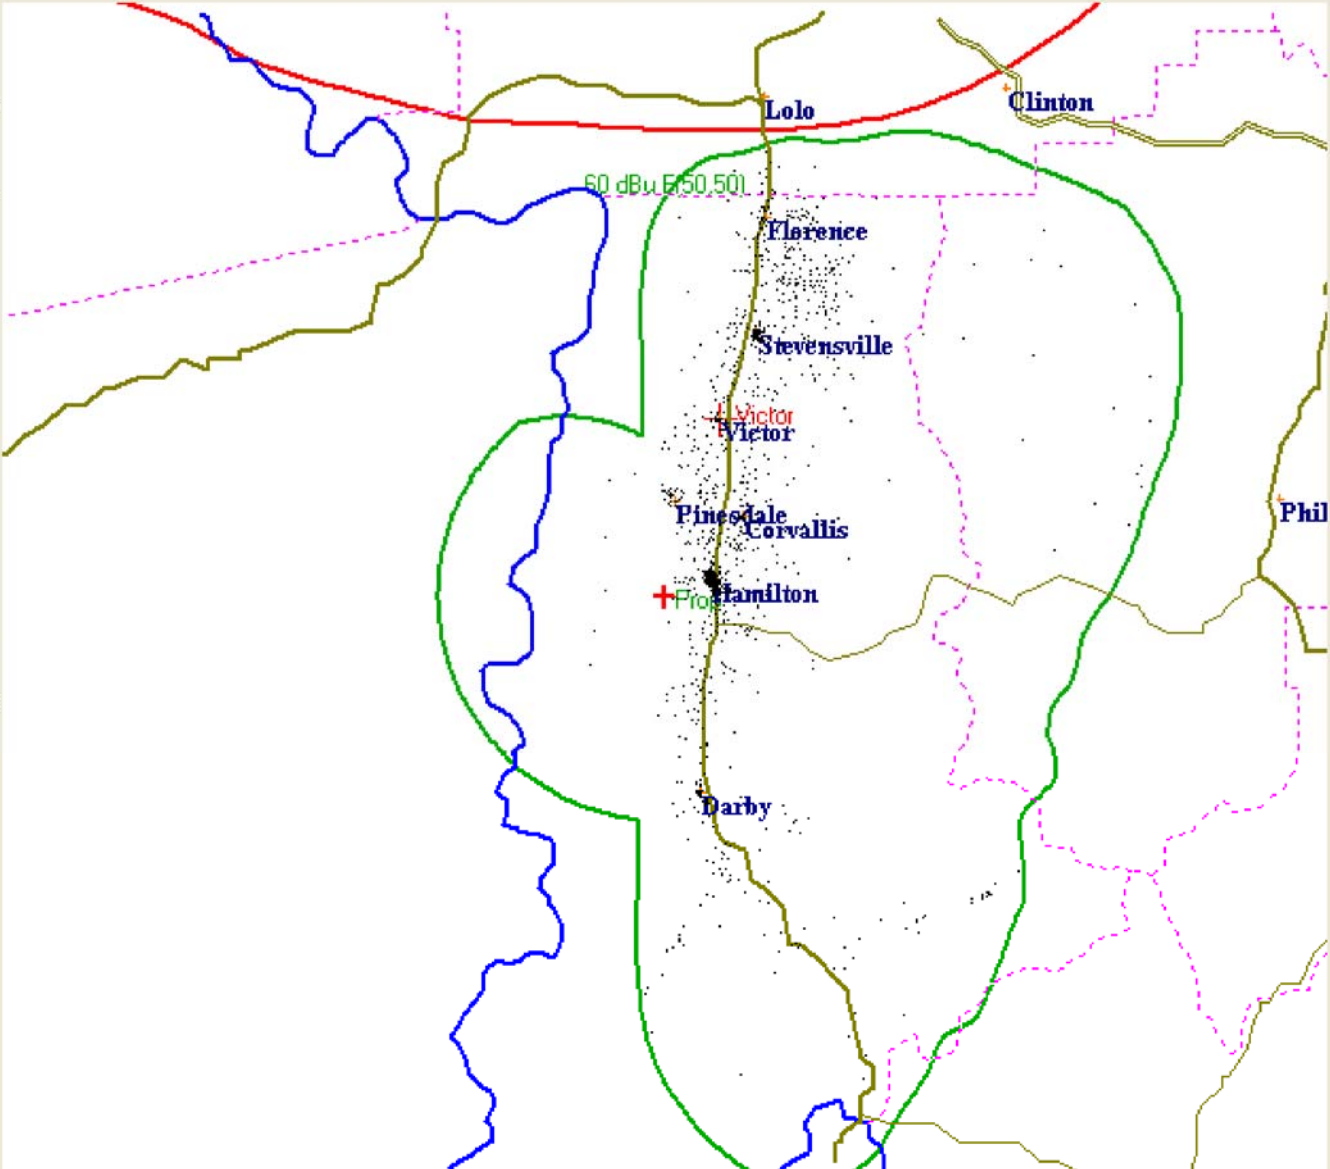 Lolo
Clinton
60 dBu F(50,50)
Florence
Stevensville
Victor
Victor
Pinesdale
Corvallis
Phil
Hamilton
Prop
Darby